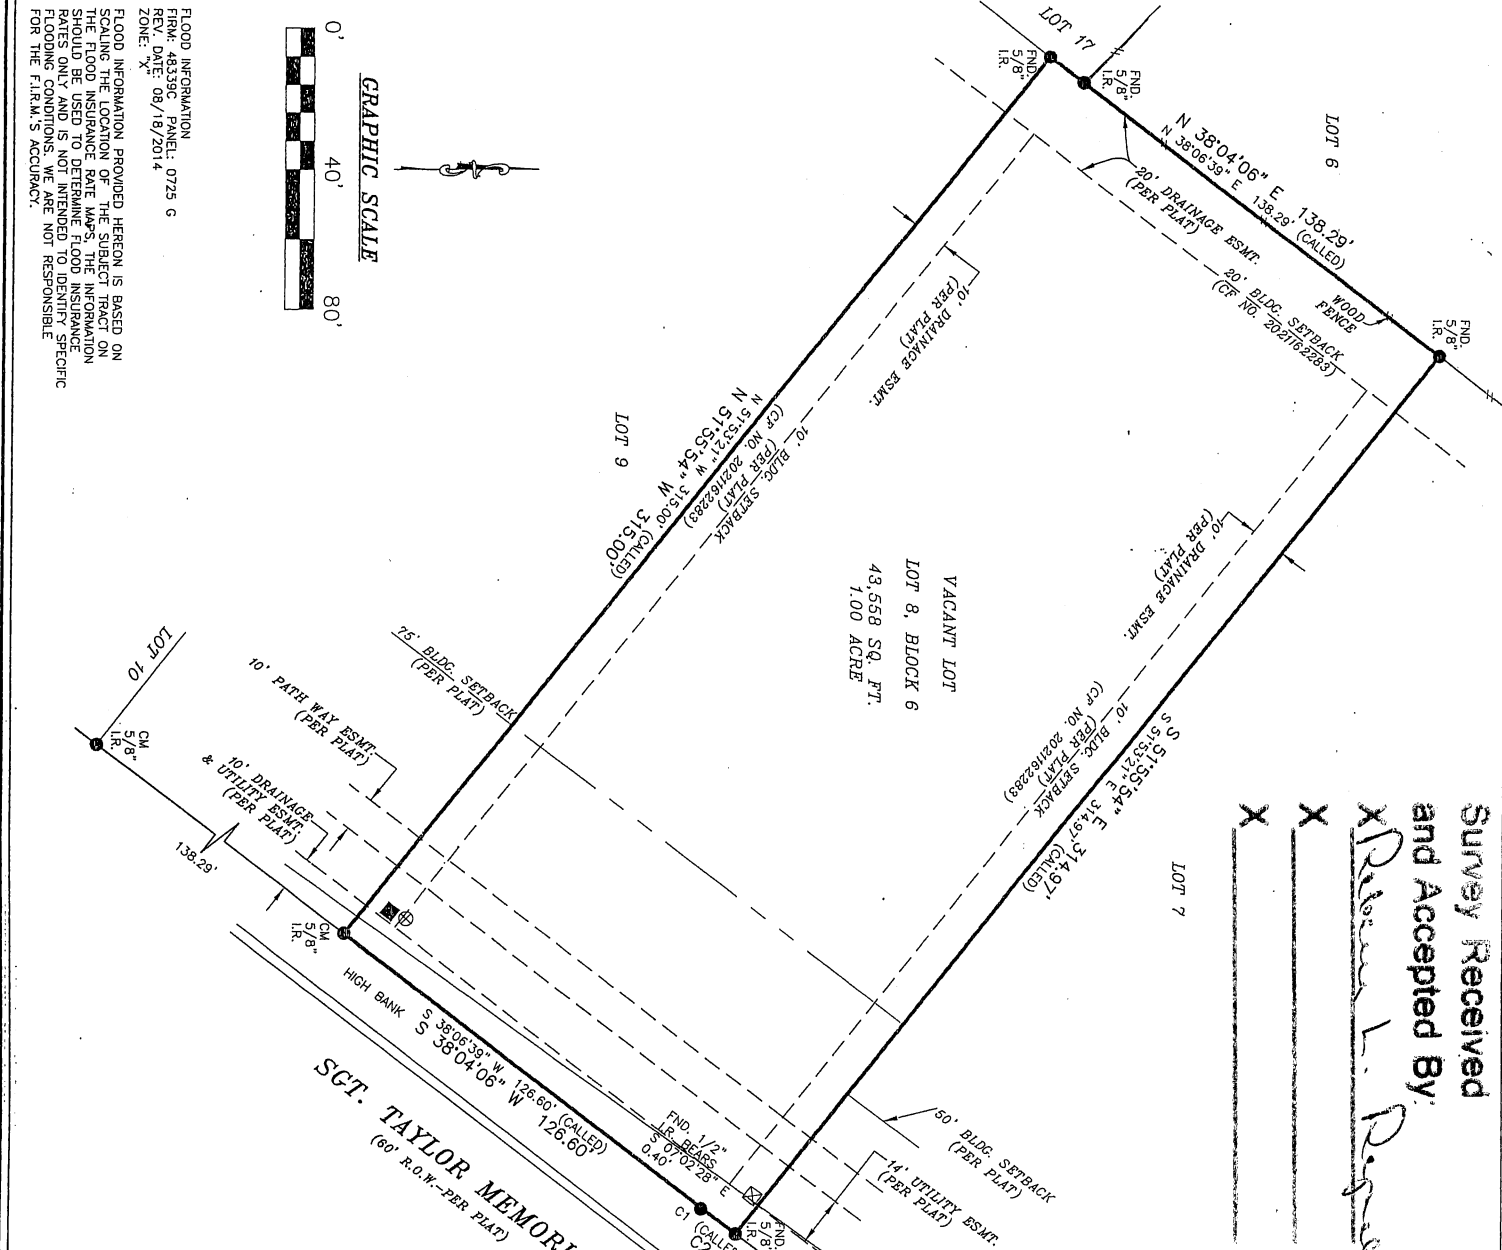 Survey Received
and Accepted By:
X
X
X
LOT 17
FND.
5/8"
I.R.
FND.
5/8"
I.R.
LOT 6
N 38°04'06" E 138.29'
N 38°06'39" E 138.29' (CALLED)
20' DRAINAGE ESMT.
(PER PLAT)
20' BLDG. SETBACK
(CF NO. 2021162283)
WOOD
FENCE
FND.
5/8"
I.R.
10' DRAINAGE ESMT.
(PER PLAT)
10' DRAINAGE ESMT.
(PER PLAT)
10' BLDG. SETBACK
(PER PLAT)
(CF NO. 2021162283)
N 51°53'21" W 315.00' (CALLED)
N 51°55'54" W 315.00'
LOT 9
VACANT LOT
LOT 8, BLOCK 6
43,558 SQ. FT.
1.00 ACRE
S 51°55'54" E 314.97'
S 51°53'21" E 314.97' (CALLED)
10' BLDG. SETBACK
(PER PLAT)
(CF NO. 2021162283)
LOT 7
75' BLDG. SETBACK
(PER PLAT)
10' PATH WAY ESMT.
(PER PLAT)
10' DRAINAGE
& UTILITY ESMT.
(PER PLAT)
LOT 10
CM
5/8"
I.R.
138.29'
CM
5/8"
I.R.
HIGH BANK
S 38°06'39" W 126.60' (CALLED)
S 38°04'06" W 126.60'
FND. 1/2"
I.R. BEARS
S 07°02'28" E
0.40'
C1
(CALLE
C2
FND.
5/8"
I.R.
50' BLDG. SETBACK
(PER PLAT)
14' UTILITY ESMT.
(PER PLAT)
SGT. TAYLOR MEMORI
(60' R.O.W.-PER PLAT)
GRAPHIC SCALE
0' 40' 80'
FLOOD INFORMATION
FIRM: 48339C PANEL: 0725 G
REV. DATE: 08/18/2014
ZONE: "X"
FLOOD INFORMATION PROVIDED HEREON IS BASED ON
SCALING THE LOCATION OF THE SUBJECT TRACT ON
THE FLOOD INSURANCE RATE MAPS, THE INFORMATION
SHOULD BE USED TO DETERMINE FLOOD INSURANCE
RATES ONLY AND IS NOT INTENDED TO IDENTIFY SPECIFIC
FLOODING CONDITIONS. WE ARE NOT RESPONSIBLE
FOR THE F.I.R.M.'S ACCURACY.